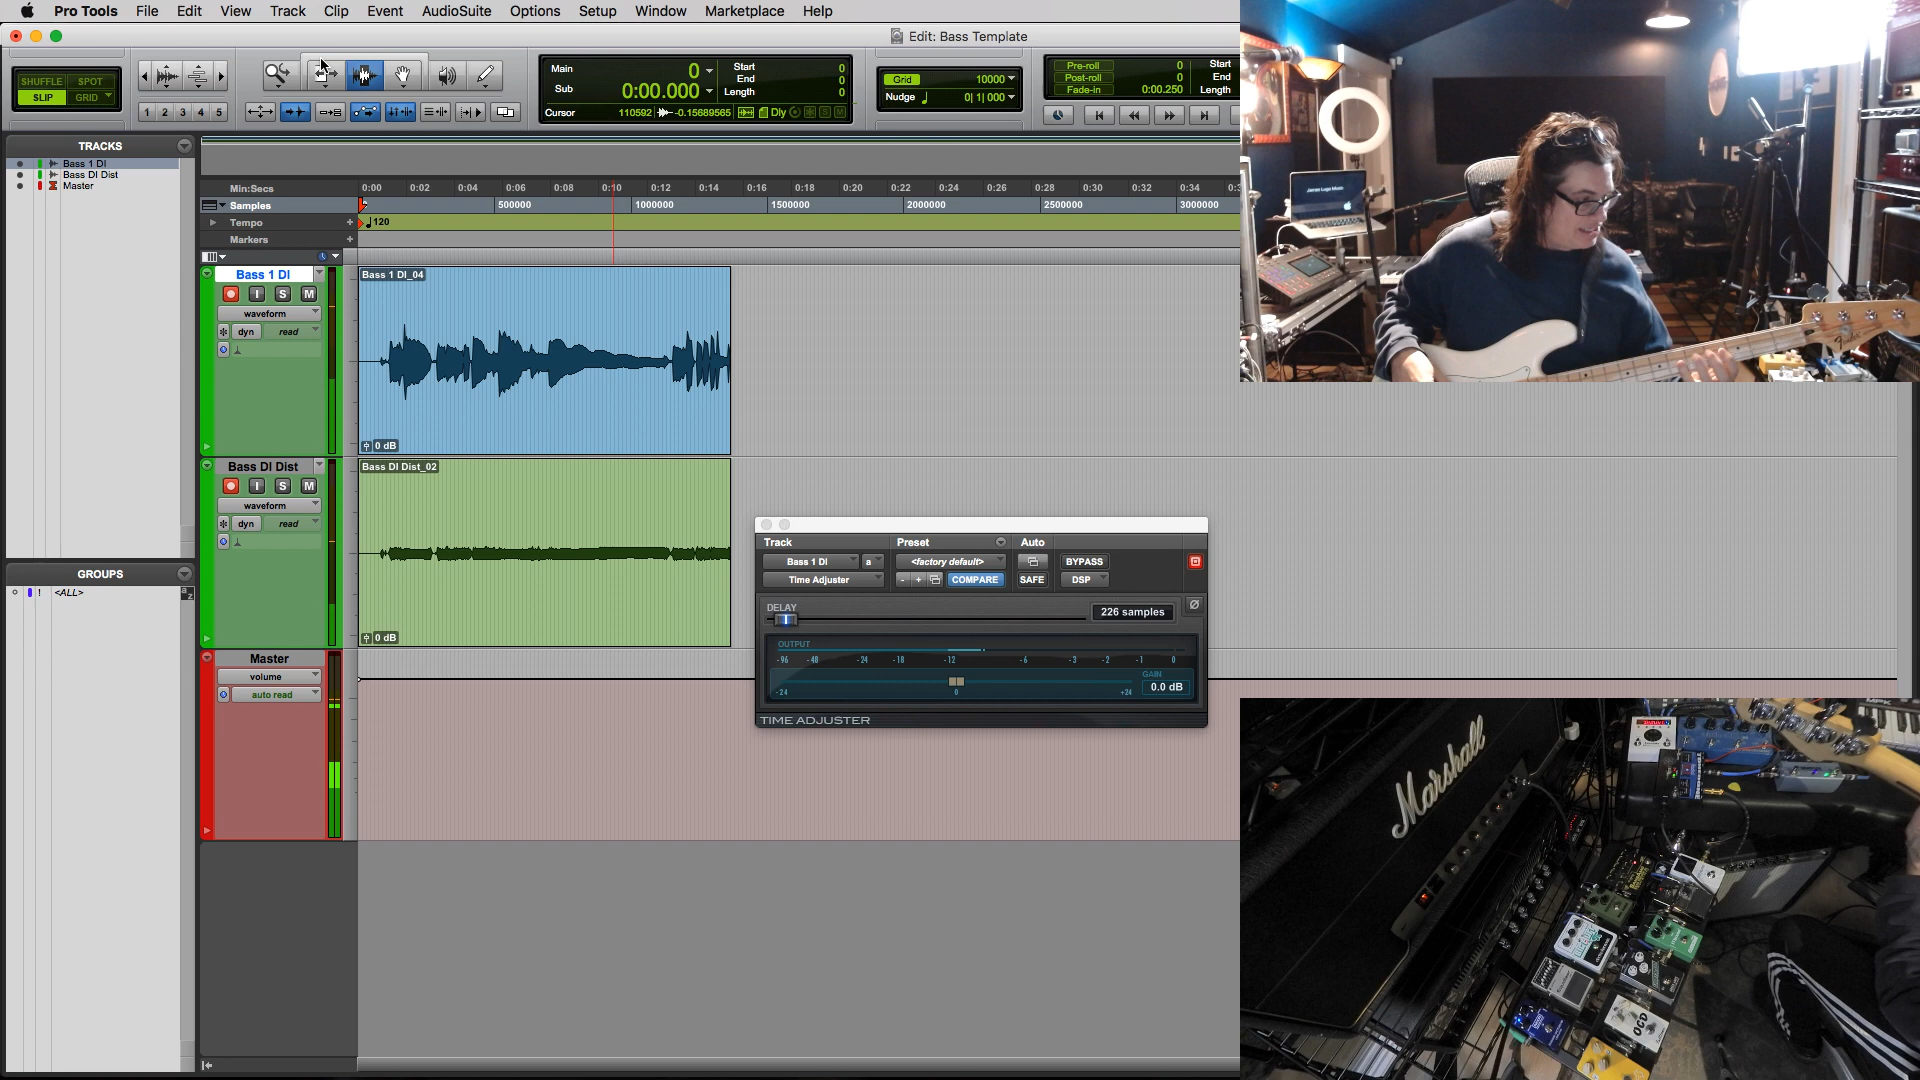 Pro Tools File Edit View Track Clip Event AudioSuite Options Setup Window Marketplace Help
Edit: Bass Template
SHUFFLE SPOT
SLIP GRID
1 2 3 4 5
Main 0
Sub 0:00.000
Cursor 110592 -0.15689565 Dly
Start 0
End 0
Length 0
Grid 10000
Nudge 0| 1| 000
Pre-roll 0
Post-roll 0
Fade-in 0:00.250
Start
End
Length
TRACKS
Bass 1 DI
Bass DI Dist
Master
GROUPS
! <ALL>
a z
Min:Secs 0:00 0:02 0:04 0:06 0:08 0:10 0:12 0:14 0:16 0:18 0:20 0:22 0:24 0:26 0:28 0:30 0:32 0:34
Samples 500000 1000000 1500000 2000000 2500000 3000000
Tempo 120
Markers
Bass 1 DI
I S M
waveform
dyn read
Bass 1 DI_04
0 dB
Bass DI Dist
I S M
waveform
dyn read
Bass DI Dist_02
0 dB
Master
volume
auto read
Track Preset Auto
Bass 1 DI a <factory default> BYPASS
Time Adjuster - + COMPARE SAFE DSP
DELAY 226 samples
OUTPUT
-96 -48 -24 -18 -12 -6 -3 -2 -1 0
GAIN
0.0 dB
-24 0 +24
TIME ADJUSTER
James Lugo Music
Fender
Marshall
MPK
OCD